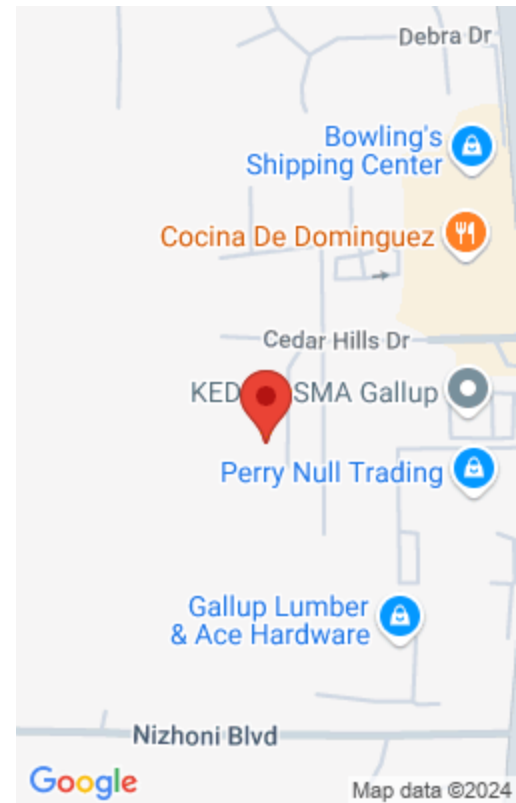 Debra Dr
Bowling's
Shipping Center
Cocina De Dominguez
Cedar Hills Dr
KED SMA Gallup
Perry Null Trading
Gallup Lumber
& Ace Hardware
Nizhoni Blvd
Google
Map data ©2024